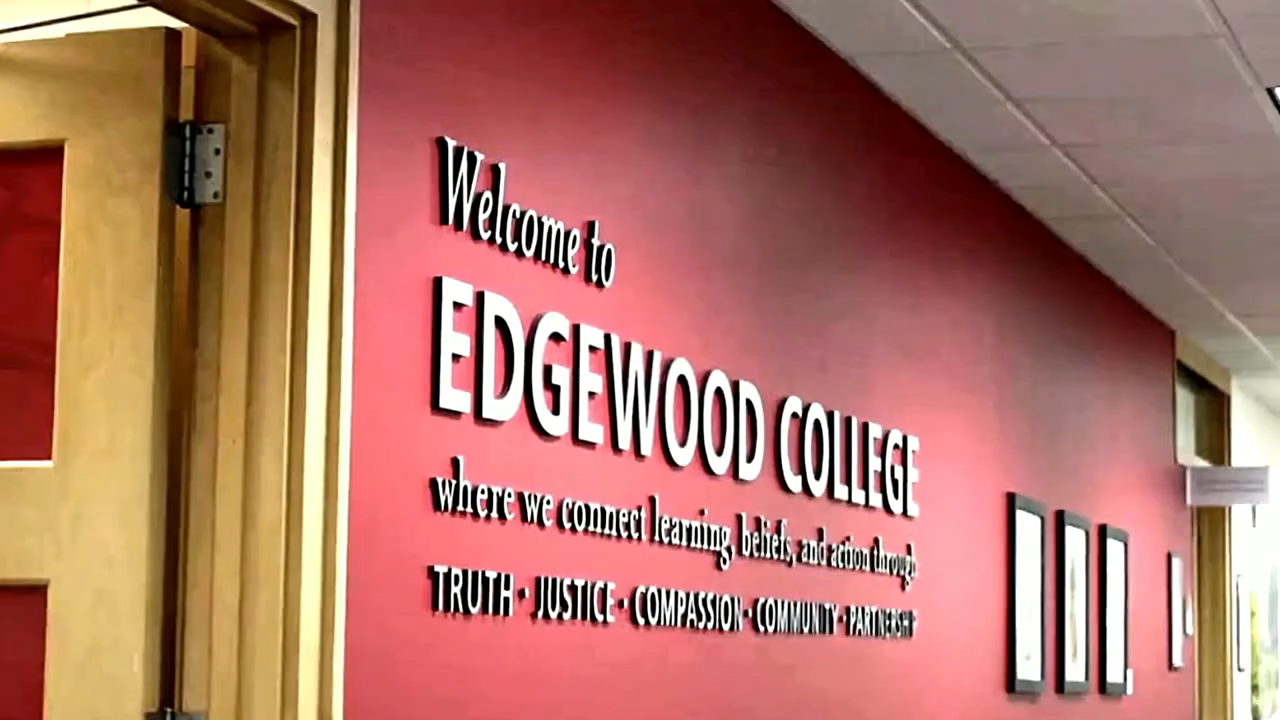 Welcome to
EDGEWOOD COLLEGE
where we connect learning, beliefs, and action through
TRUTH · JUSTICE · COMPASSION · COMMUNITY · PARTNERSHIP